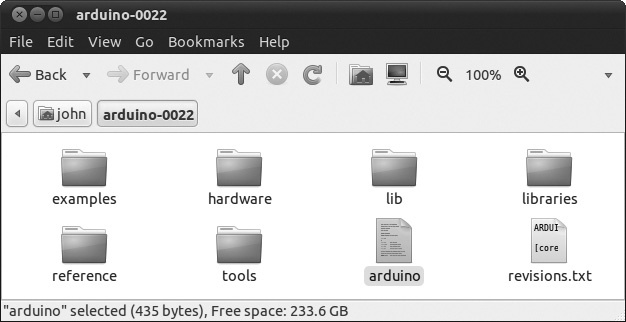 arduino-0022
File Edit View Go Bookmarks Help
Back Forward 100%
john arduino-0022
examples hardware lib libraries
ARDUI
[core
reference tools arduino revisions.txt
"arduino" selected (435 bytes), Free space: 233.6 GB